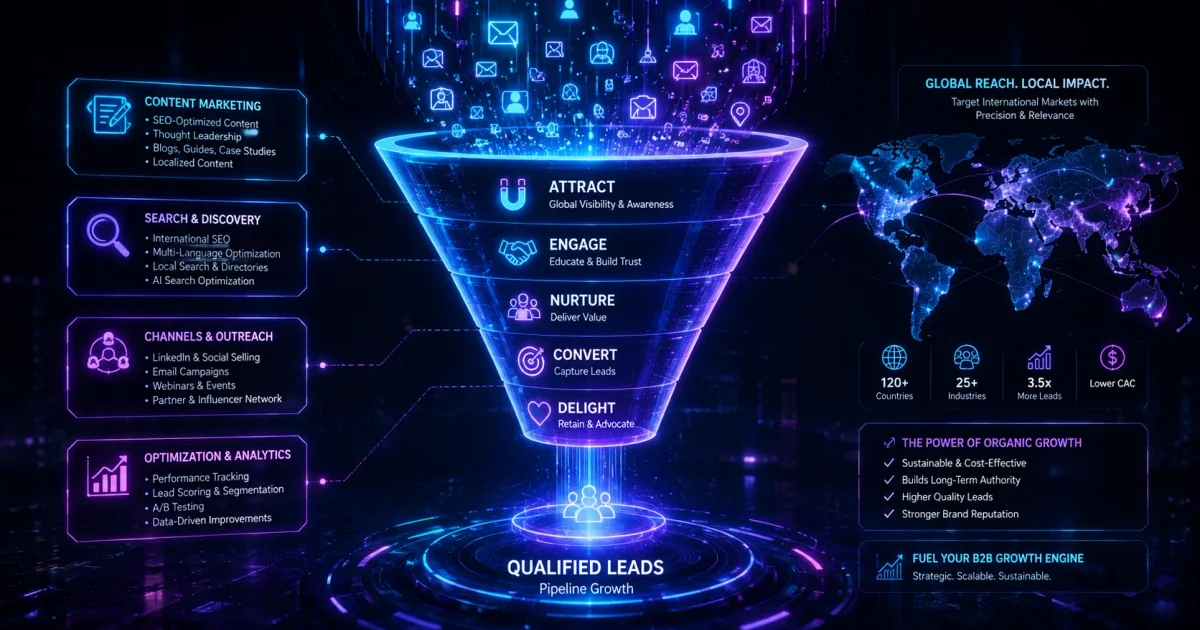 CONTENT MARKETING
• SEO-Optimized Content
• Thought Leadership
• Blogs, Guides, Case Studies
• Localized Content
SEARCH & DISCOVERY
• International SEO
• Multi-Language Optimization
• Local Search & Directories
• AI Search Optimization
CHANNELS & OUTREACH
• LinkedIn & Social Selling
• Email Campaigns
• Webinars & Events
• Partner & Influencer Network
OPTIMIZATION & ANALYTICS
• Performance Tracking
• Lead Scoring & Segmentation
• A/B Testing
• Data-Driven Improvements
ATTRACT
Global Visibility & Awareness
ENGAGE
Educate & Build Trust
NURTURE
Deliver Value
CONVERT
Capture Leads
DELIGHT
Retain & Advocate
QUALIFIED LEADS
Pipeline Growth
GLOBAL REACH. LOCAL IMPACT.
Target International Markets with
Precision & Relevance
120+
Countries
25+
Industries
3.5x
More Leads
$
Lower CAC
THE POWER OF ORGANIC GROWTH
Sustainable & Cost-Effective
Builds Long-Term Authority
Higher Quality Leads
Stronger Brand Reputation
FUEL YOUR B2B GROWTH ENGINE
Strategic. Scalable. Sustainable.